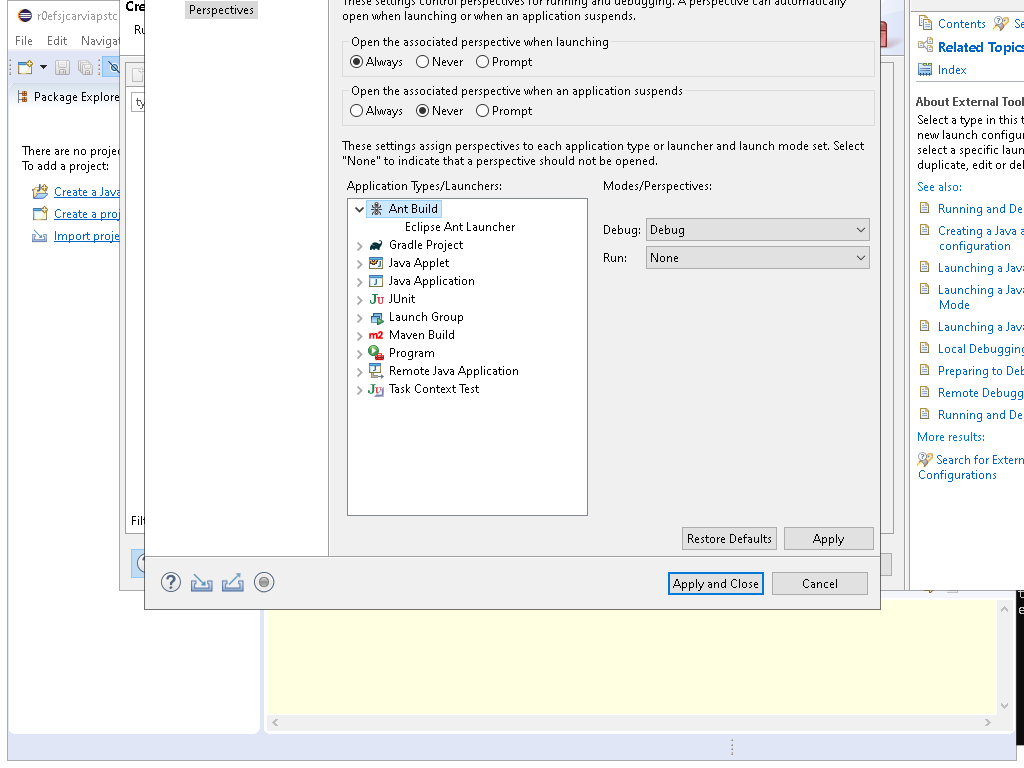 r0efsjcarviapstc
File Edit Navigat
Package Explore
There are no projec
To add a project:
Create a Java
Create a proj
Import proje
Cre
Ru
ty
Filt
Perspectives
These settings control perspectives for running and debugging. A perspective can automatically
open when launching or when an application suspends.
Open the associated perspective when launching
Always Never Prompt
Open the associated perspective when an application suspends
Always Never Prompt
These settings assign perspectives to each application type or launcher and launch mode set. Select
"None" to indicate that a perspective should not be opened.
Application Types/Launchers:
Ant Build
Eclipse Ant Launcher
Gradle Project
Java Applet
Java Application
JUnit
Launch Group
Maven Build
Program
Remote Java Application
Task Context Test
Modes/Perspectives:
Debug: Debug
Run: None
Restore Defaults Apply
Apply and Close Cancel
Contents Se
Related Topics
Index
About External Tool
Select a type in this t
new launch configur
select a specific laun
duplicate, edit or del
See also:
Running and De
Creating a Java a
configuration
Launching a Java
Launching a Java
Mode
Launching a Java
Local Debugging
Preparing to Deb
Remote Debugg
Running and De
More results:
Search for Extern
Configurations